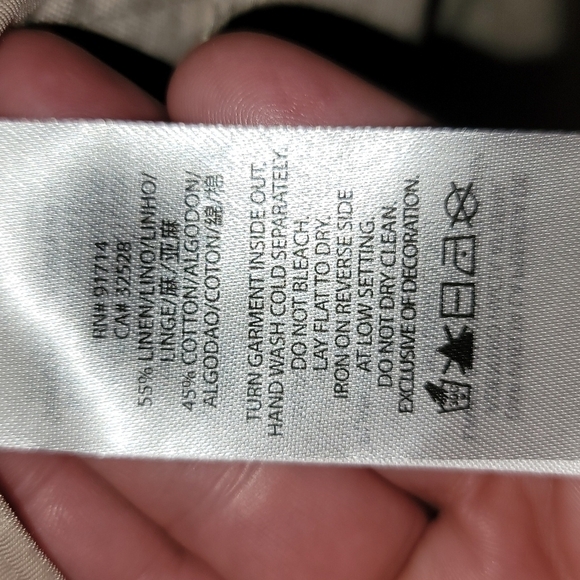 RN# 91714
CA# 32528
55% LINEN/LINO/LINHO/
LINGE/麻/亚麻
45% COTTON/ALGODON/
ALGODAO/COTON/綿/棉
TURN GARMENT INSIDE OUT.
HAND WASH COLD SEPARATELY.
DO NOT BLEACH.
LAY FLAT TO DRY.
IRON ON REVERSE SIDE
AT LOW SETTING.
DO NOT DRY CLEAN.
EXCLUSIVE OF DECORATION.